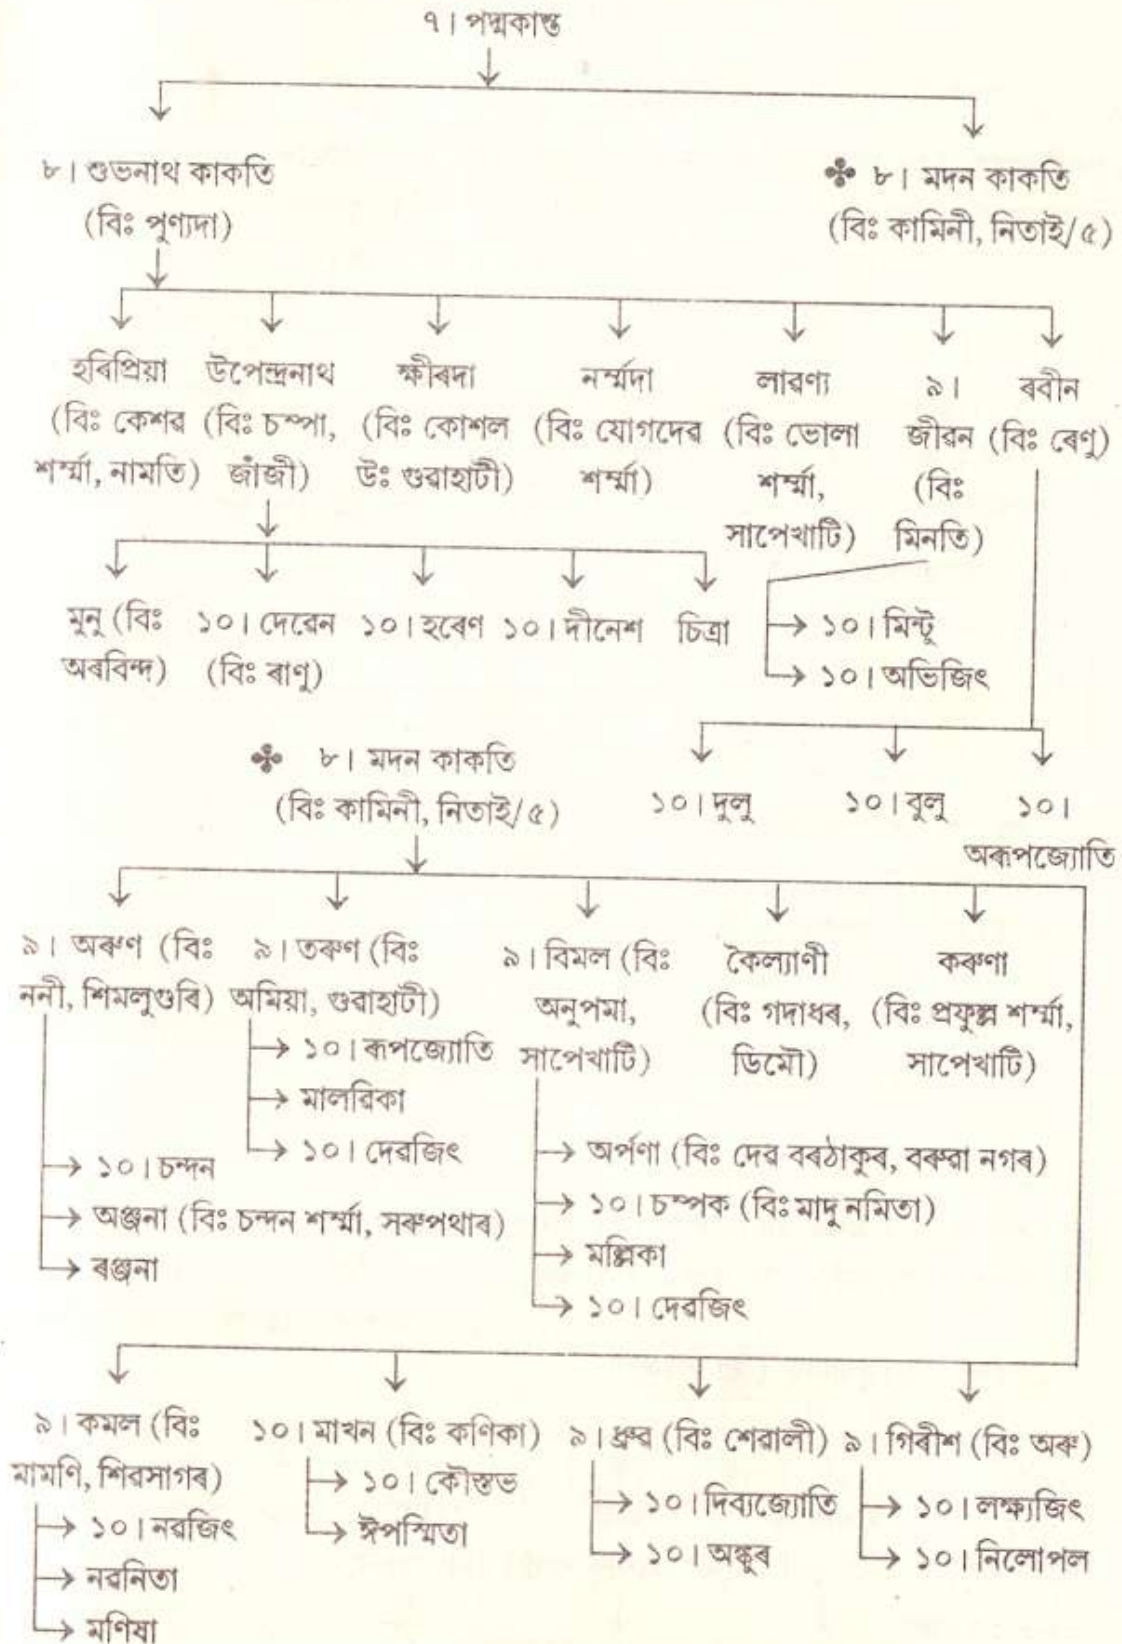 ৭। পদ্মকান্ত
৮। শুভনাথ কাকতি
(বিঃ পুণ্যদা)
✤ ৮। মদন কাকতি
(বিঃ কামিনী, নিতাই/৫)
হৰিপ্ৰিয়া
(বিঃ কেশৱ
শৰ্ম্মা, নামতি)
উপেন্দ্ৰনাথ
(বিঃ চম্পা,
জাঁজী)
ক্ষীৰদা
(বিঃ কোশল
উঃ গুৱাহাটী)
নৰ্ম্মদা
(বিঃ যোগদেৱ
শৰ্ম্মা)
লাৱণ্য
(বিঃ ভোলা
শৰ্ম্মা,
সাপেখাটি)
৯।
জীৱন
(বিঃ
মিনতি)
ৰবীন
(বিঃ ৰেণু)
মুনু (বিঃ
অৰবিন্দ)
১০। দেৱেন
(বিঃ ৰাণু)
১০। হৰেণ
১০। দীনেশ
চিত্ৰা
১০। মিন্টু
১০। অভিজিৎ
১০। দুলু
১০। বুলু
১০।
অৰূপজ্যোতি
✤ ৮। মদন কাকতি
(বিঃ কামিনী, নিতাই/৫)
৯। অৰুণ (বিঃ
ননী, শিমলুগুৰি)
১০। চন্দন
অঞ্জনা (বিঃ চন্দন শৰ্ম্মা, সৰুপথাৰ)
ৰঞ্জনা
৯। তৰুণ (বিঃ
অমিয়া, গুৱাহাটী)
১০। ৰূপজ্যোতি
মালৱিকা
১০। দেৱজিৎ
৯। বিমল (বিঃ
অনুপমা,
সাপেখাটি)
অৰ্পণা (বিঃ দেৱ বৰঠাকুৰ, বৰুৱা নগৰ)
১০। চম্পক (বিঃ মাদু নমিতা)
মল্লিকা
১০। দেৱজিৎ
কৈল্যাণী
(বিঃ গদাধৰ,
ডিমৌ)
কৰুণা
(বিঃ প্ৰফুল্ল শৰ্ম্মা,
সাপেখাটি)
৯। কমল (বিঃ
মামণি, শিৱসাগৰ)
১০। নৱজিৎ
নৱনিতা
মণিষা
১০। মাখন (বিঃ কণিকা)
১০। কৌস্তভ
ঈপস্মিতা
৯। ধ্ৰুৱ (বিঃ শেৱালী)
১০। দিব্যজ্যোতি
১০। অঙ্কুৰ
৯। গিৰীশ (বিঃ অৰু)
১০। লক্ষ্যজিৎ
১০। নিলোপল